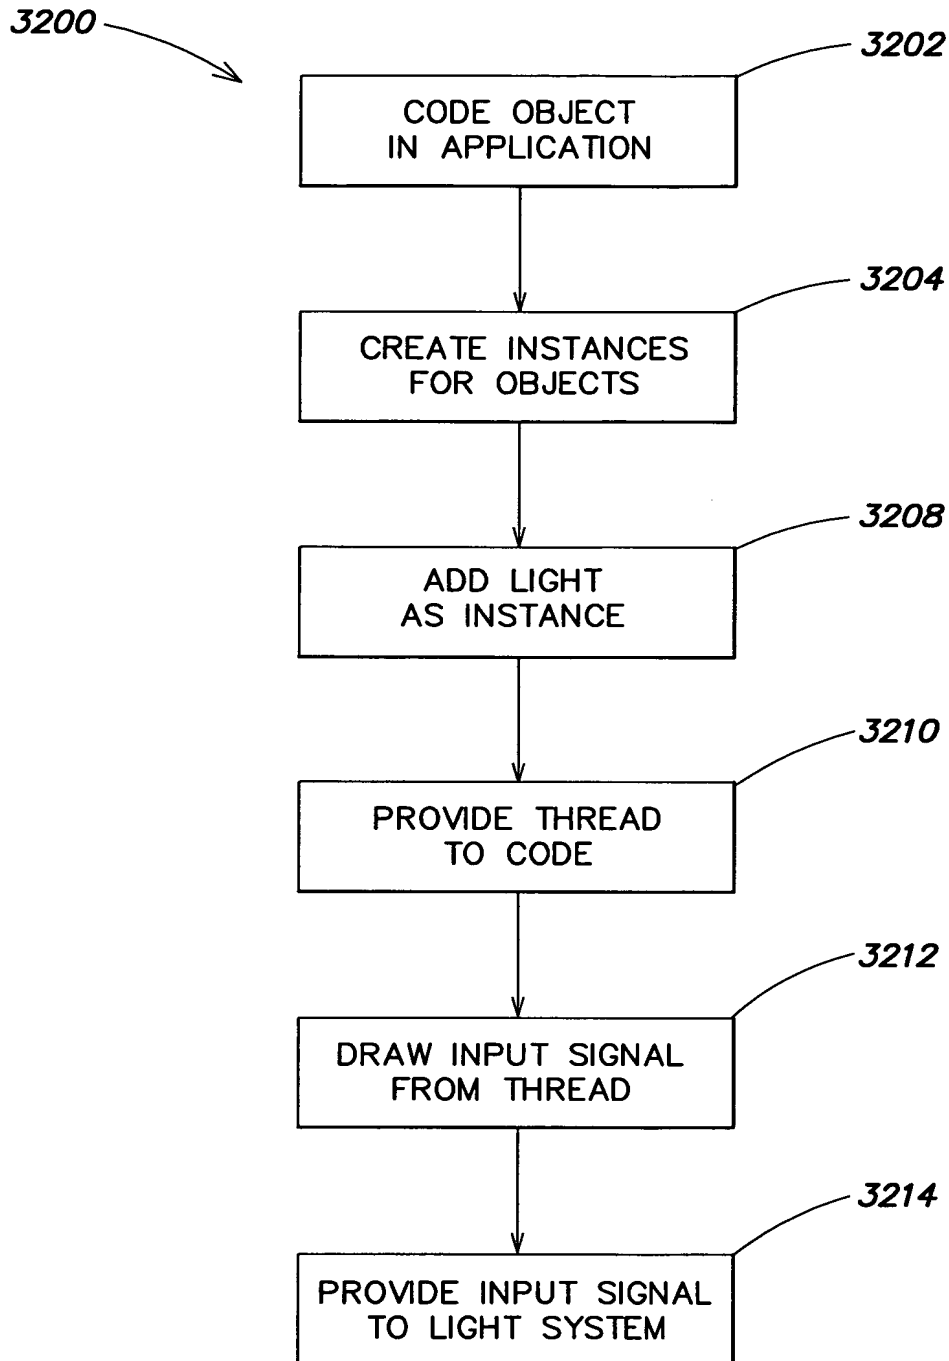 3200
3202
CODE OBJECT
IN APPLICATION
3204
CREATE INSTANCES
FOR OBJECTS
3208
ADD LIGHT
AS INSTANCE
3210
PROVIDE THREAD
TO CODE
3212
DRAW INPUT SIGNAL
FROM THREAD
3214
PROVIDE INPUT SIGNAL
TO LIGHT SYSTEM